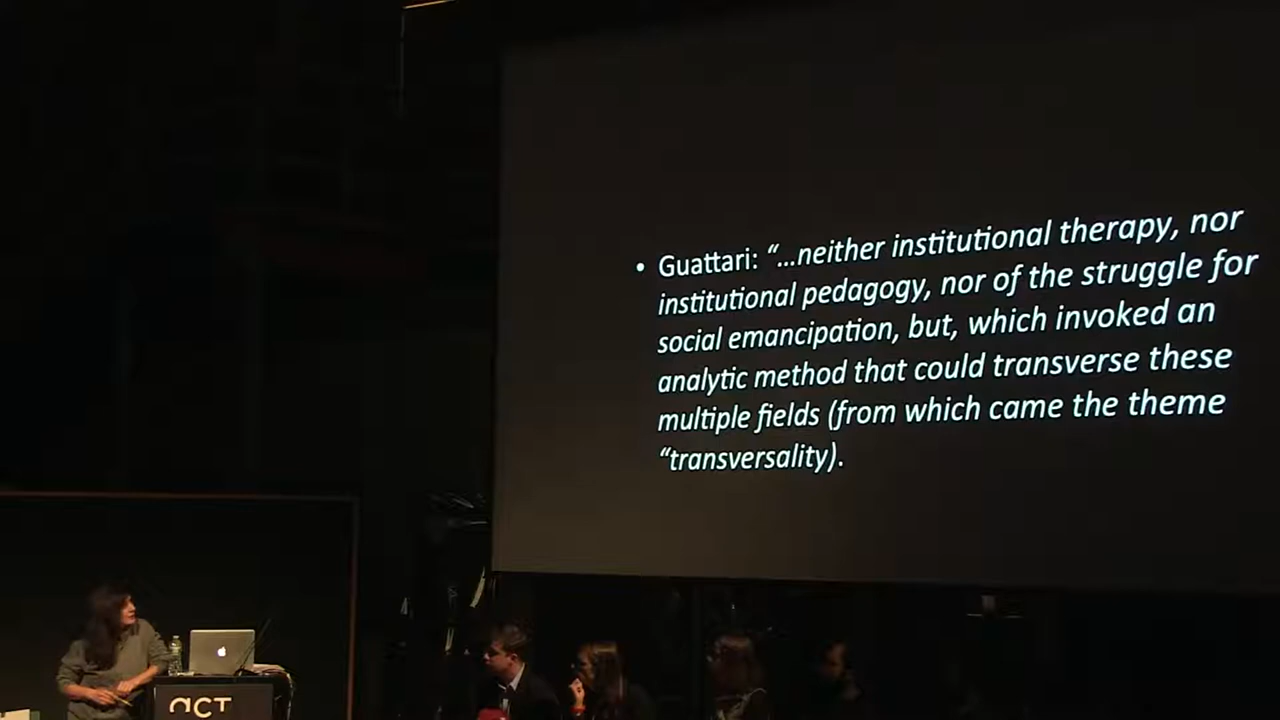 • Guattari: “...neither institutional therapy, nor
institutional pedagogy, nor of the struggle for
social emancipation, but, which invoked an
analytic method that could transverse these
multiple fields (from which came the theme
“transversality).
act